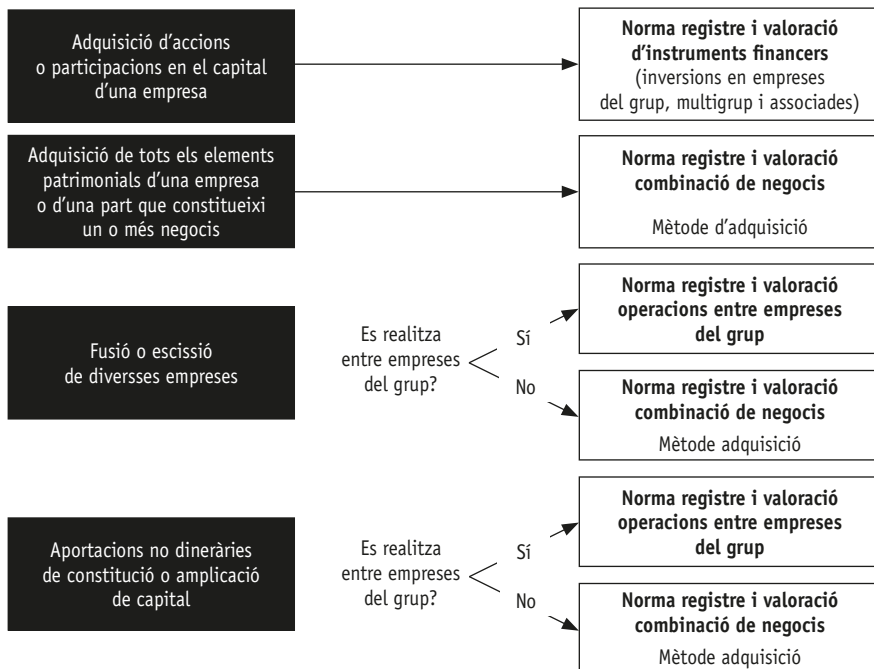 Adquisició d'accions
o participacions en el capital
d'una empresa
Norma registre i valoració
d'instruments financers
(inversions en empreses
del grup, multigrup i associades)
Adquisició de tots els elements
patrimonials d'una empresa
o d'una part que constitueixi
un o més negocis
Norma registre i valoració
combinació de negocis
Mètode d'adquisició
Fusió o escissió
de diversses empreses
Es realitza
entre empreses
del grup?
Sí
No
Norma registre i valoració
operacions entre empreses
del grup
Norma registre i valoració
combinació de negocis
Mètode adquisició
Aportacions no dineràries
de constitució o amplicació
de capital
Es realitza
entre empreses
del grup?
Sí
No
Norma registre i valoració
operacions entre empreses
del grup
Norma registre i valoració
combinació de negocis
Mètode adquisició